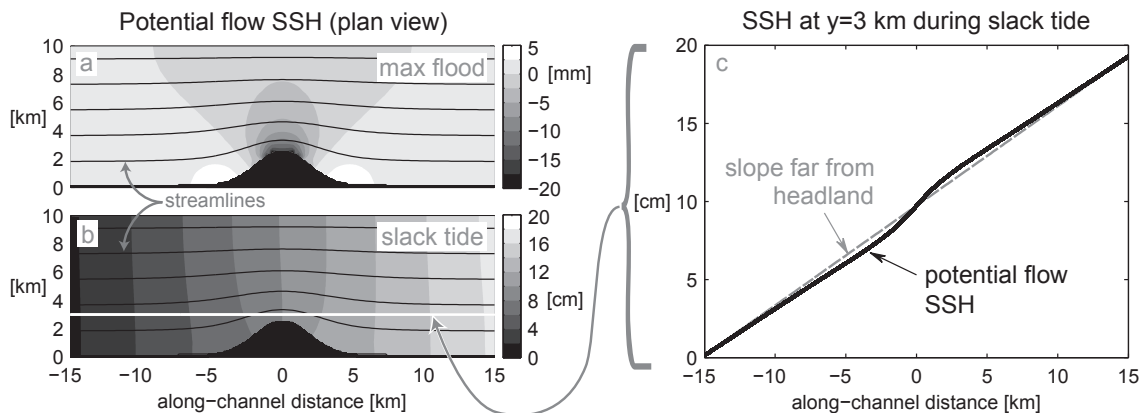 Potential flow SSH (plan view)
a
max flood
10
8
6
4
2
0
[km]
5
0
−5
−10
−15
−20
[mm]
streamlines
b
slack tide
10
8
6
4
2
0
[km]
20
16
12
8
4
0
[cm]
−15 −10 −5 0 5 10 15
along−channel distance [km]
SSH at y=3 km during slack tide
c
20
15
10
5
0
[cm]
slope far from
headland
potential flow
SSH
−15 −10 −5 0 5 10 15
along−channel distance [km]